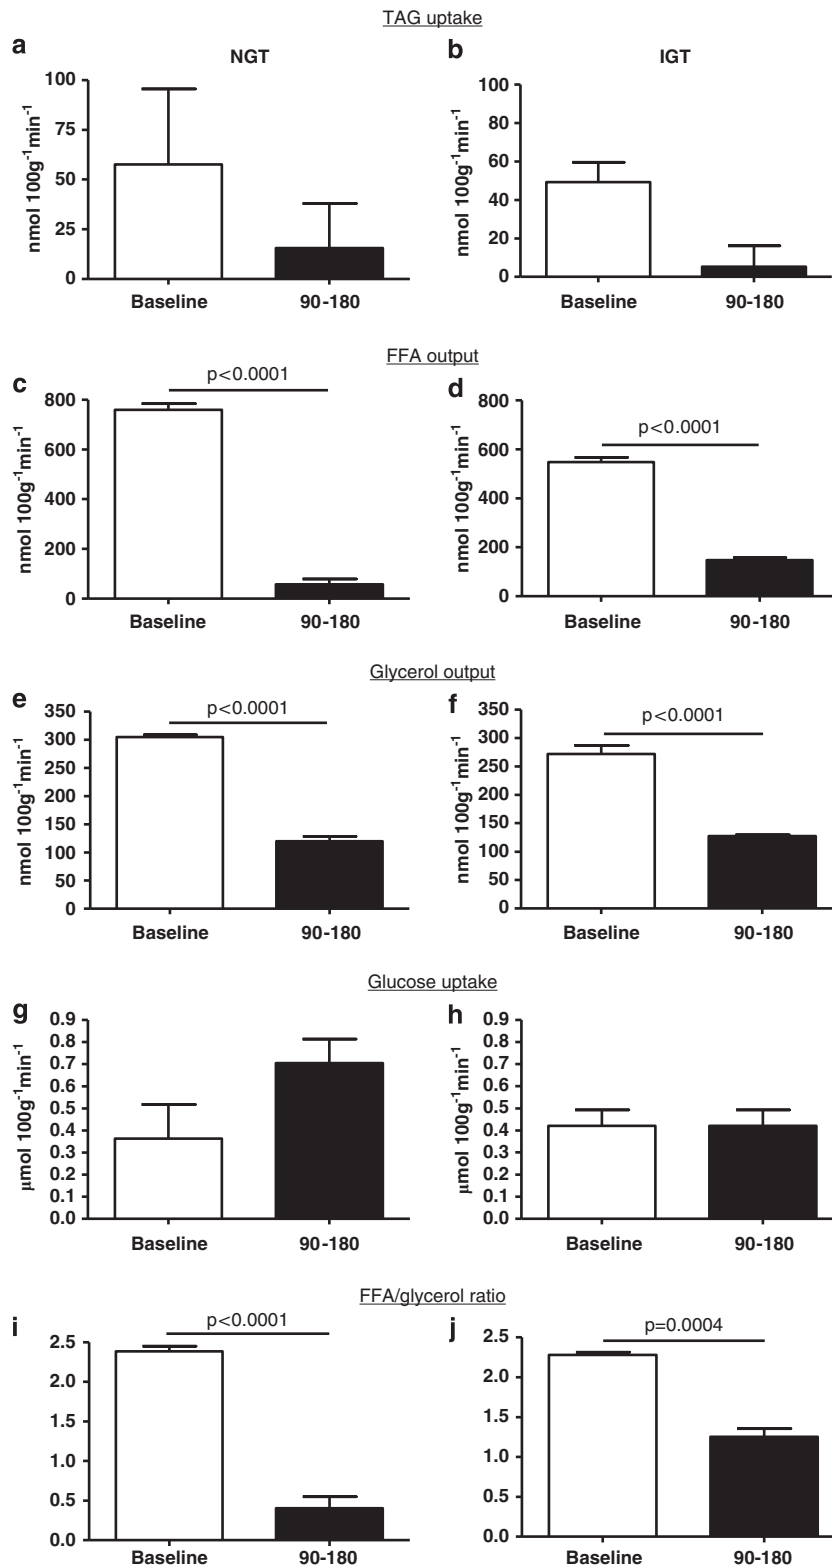 TAG uptake
a
NGT
nmol 100g⁻¹min⁻¹
100
75
50
25
0
Baseline
90-180
b
IGT
nmol 100g⁻¹min⁻¹
100
80
60
40
20
0
Baseline
90-180
FFA output
c
p<0.0001
nmol 100g⁻¹min⁻¹
800
600
400
200
0
Baseline
90-180
d
p<0.0001
nmol 100g⁻¹min⁻¹
800
600
400
200
0
Baseline
90-180
Glycerol output
e
p<0.0001
nmol 100g⁻¹min⁻¹
350
300
250
200
150
100
50
0
Baseline
90-180
f
p<0.0001
nmol 100g⁻¹min⁻¹
350
300
250
200
150
100
50
0
Baseline
90-180
Glucose uptake
g
μmol 100g⁻¹min⁻¹
0.9
0.8
0.7
0.6
0.5
0.4
0.3
0.2
0.1
0.0
Baseline
90-180
h
μmol 100g⁻¹min⁻¹
0.9
0.8
0.7
0.6
0.5
0.4
0.3
0.2
0.1
0.0
Baseline
90-180
FFA/glycerol ratio
i
p<0.0001
2.5
2.0
1.5
1.0
0.5
0.0
Baseline
90-180
j
p=0.0004
2.5
2.0
1.5
1.0
0.5
0.0
Baseline
90-180